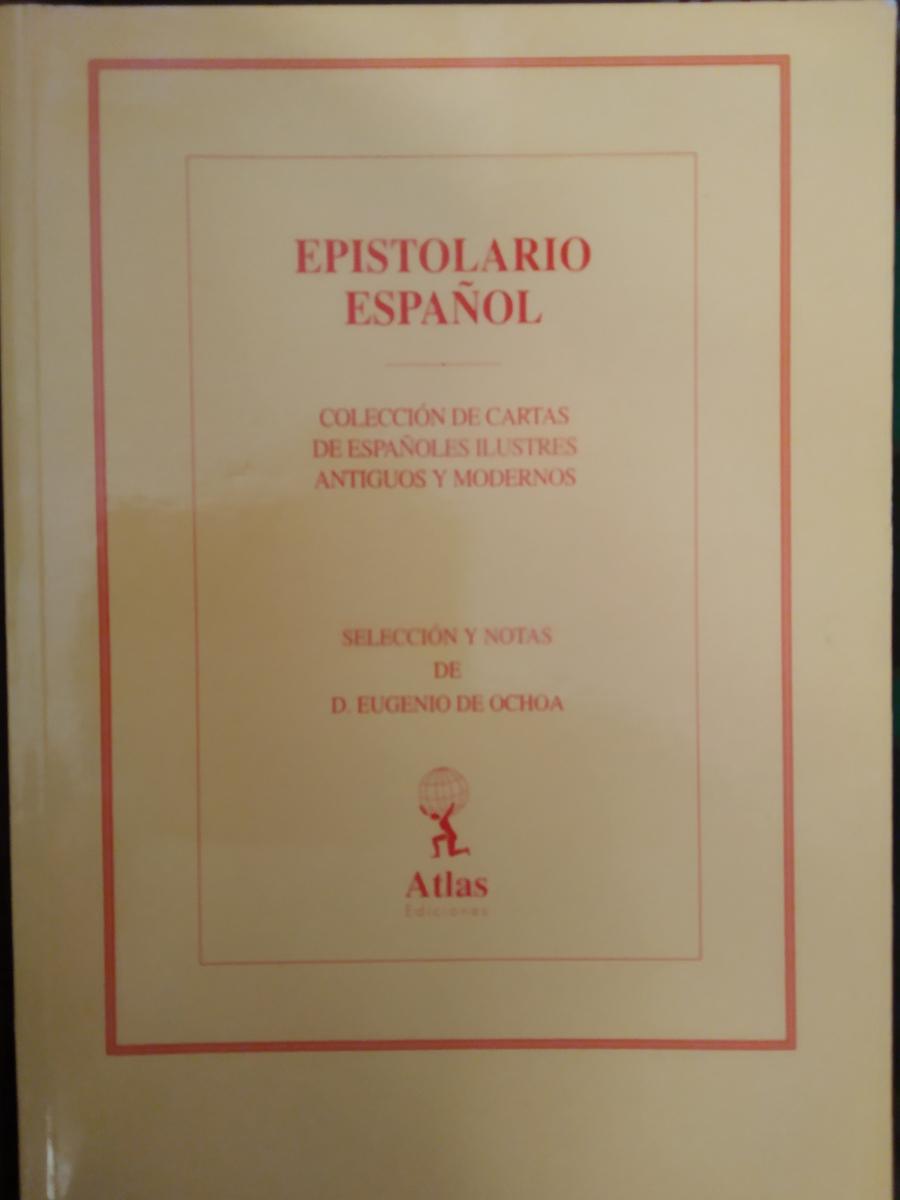 EPISTOLARIO
ESPAÑOL
COLECCIÓN DE CARTAS
DE ESPAÑOLES ILUSTRES
ANTIGUOS Y MODERNOS
SELECCIÓN Y NOTAS
DE
D. EUGENIO DE OCHOA
Atlas
Ediciones